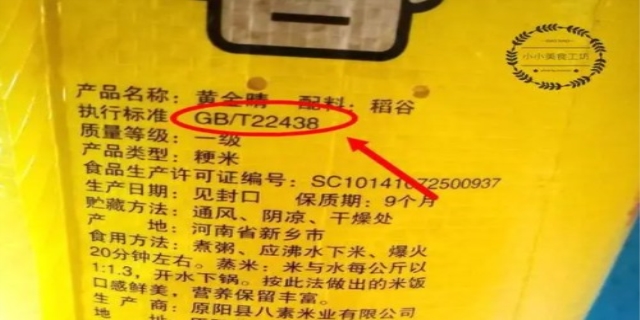 小小美食工坊
产品名称：黄金晴 配料：稻谷
执行标准 GB/T22438
质量等级：一级
产品类型：粳米
食品生产许可证编号：SC10141072500937
生产日期：见封口 保质期：9个月
贮藏方法：通风、阴凉、干燥处
产 地：河南省新乡市
食用方法：煮粥、应沸水下米、爆火
20分钟左右。蒸米：米与水每公斤以
1:1.3，开水下锅。按此法做出的米饭
口感鲜美，营养保留丰富。
生产商：原阳县八素米业有限公司